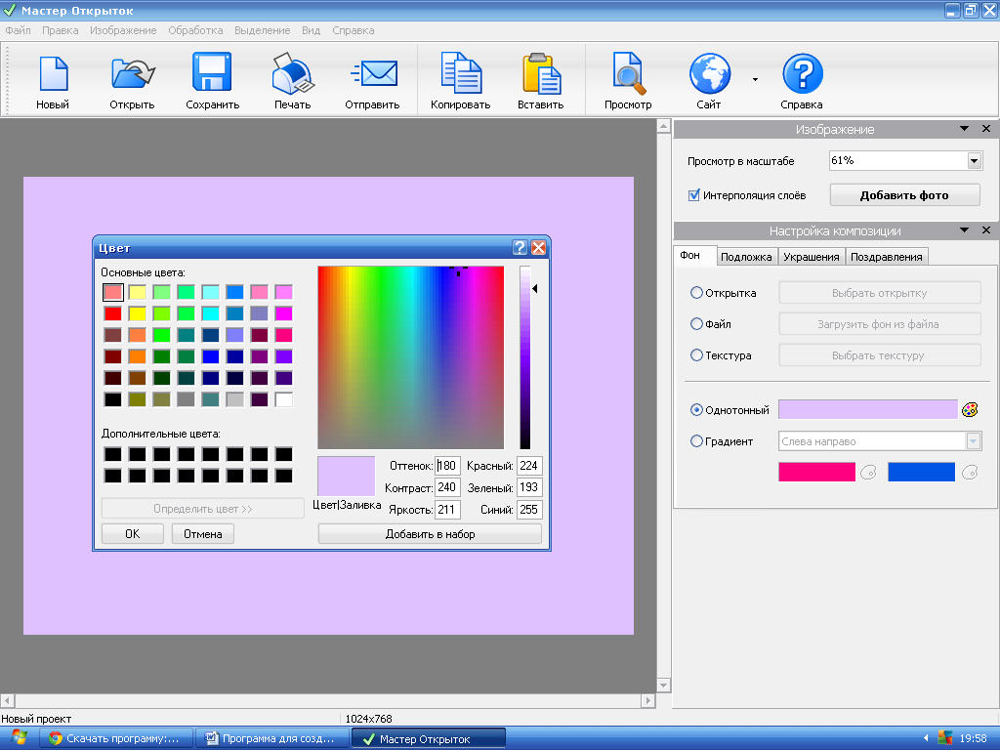 Мастер Открыток
Файл Правка Изображение Обработка Выделение Вид Справка
Новый Открыть Сохранить Печать Отправить Копировать Вставить Просмотр Сайт Справка
Изображение
Просмотр в масштабе 61%
Интерполяция слоёв Добавить фото
Настройка композиции
Фон Подложка Украшения Поздравления
Открытка Выбрать открытку
Файл Загрузить фон из файла
Текстура Выбрать текстуру
Однотонный
Градиент Слева направо
Цвет
Основные цвета:
Дополнительные цвета:
Определить цвет >>
ОК Отмена
Цвет|Заливка
Оттенок: 180 Красный: 224
Контраст: 240 Зеленый: 193
Яркость: 211 Синий: 255
Добавить в набор
Новый проект 1024x768
Скачать программу:... Программа для созд... Мастер Открыток 19:58